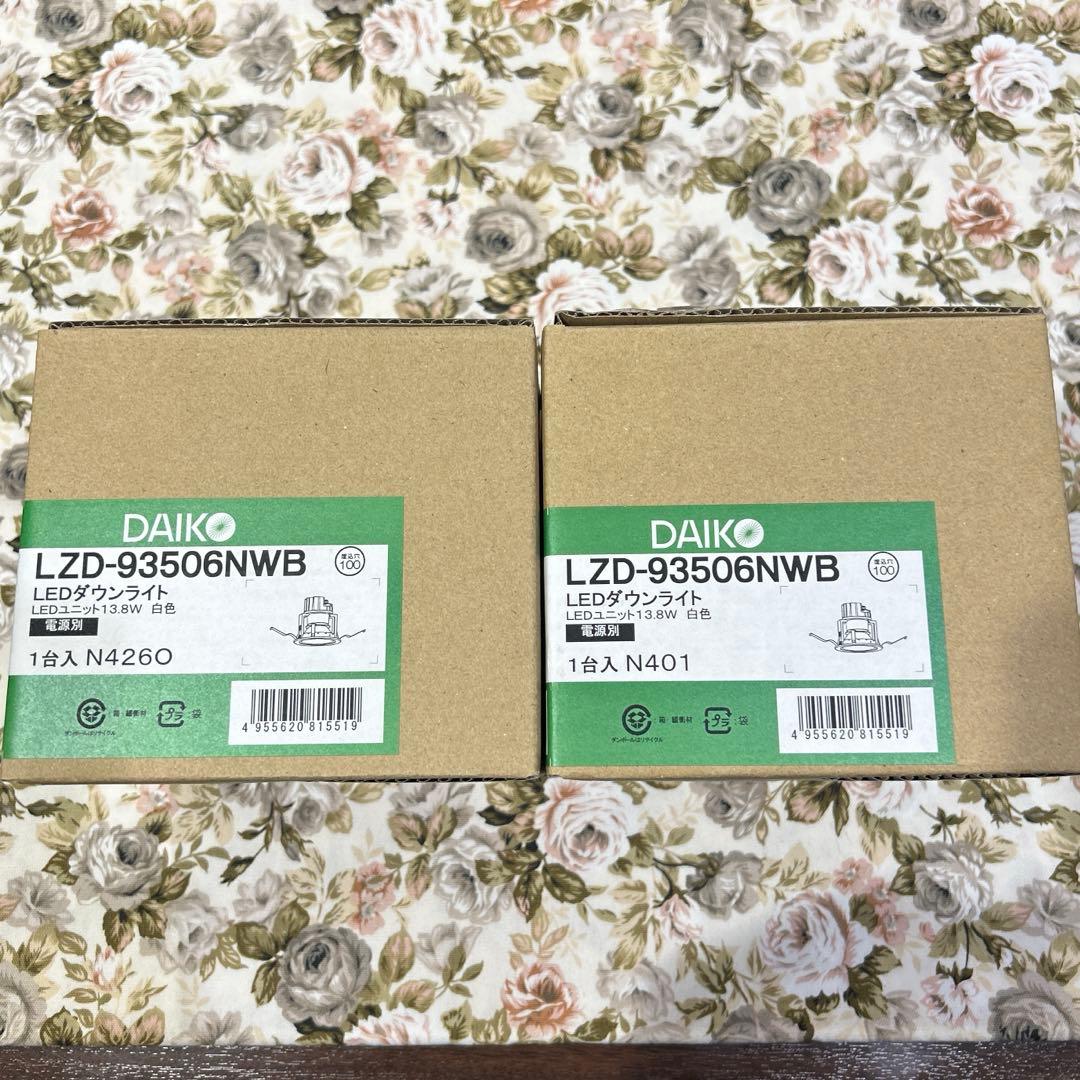 DAIKO
LZD-93506NWB
埋込穴
100
LEDダウンライト
LEDユニット13.8W 白色
電源別
1台入 N426O
ダンボールはリサイクル
:箱・緩衝材
プラ
:袋
4 955620 815519
DAIKO
LZD-93506NWB
埋込穴
100
LEDダウンライト
LEDユニット13.8W 白色
電源別
1台入 N401
ダンボールはリサイクル
:箱・緩衝材
プラ
:袋
4 955620 815519